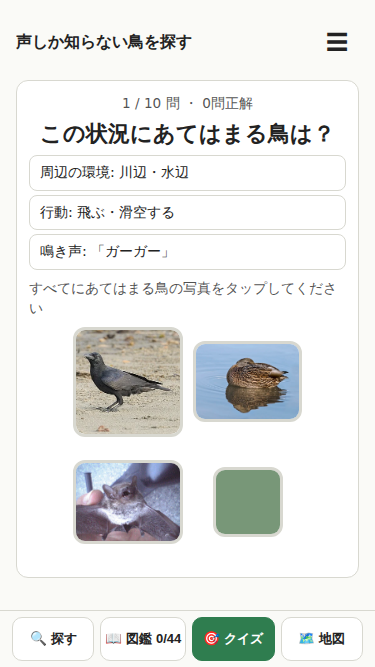 声しか知らない鳥を探す
1 / 10 問 ・ 0問正解
この状況にあてはまる鳥は？
周辺の環境: 川辺・水辺
行動: 飛ぶ・滑空する
鳴き声: 「ガーガー」
すべてにあてはまる鳥の写真をタップしてくださ
い
🔍 探す
📖 図鑑 0/44
🎯 クイズ
🗺️ 地図